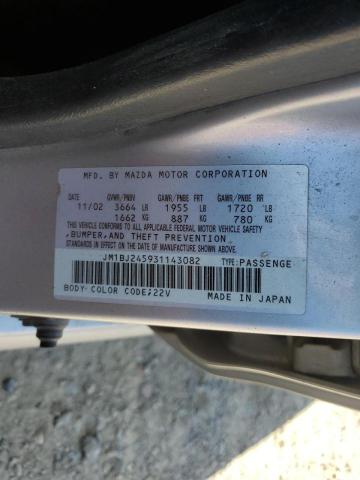 MFD. BY MAZDA MOTOR CORPORATION
DATE GVWR/PNBV GAWR/PNBE FRT GAWR/PNBE RR
11/02 3664 LB 1955 LB 1720 LB
1662 KG 887 KG 780 KG
THIS VEHICLE CONFORMS TO ALL
APPLICABLE FEDERAL MOTOR VEHICLE SAFETY
,BUMPER,AND THEFT PREVENTION
STANDARDS IN EFFECT ON THE DATE OF
MANUFACTURE SHOWN ABOVE.
JM1BJ245931143082 TYPE:PASSENGE
BODY-COLOR CODE;22V MADE IN JAPAN